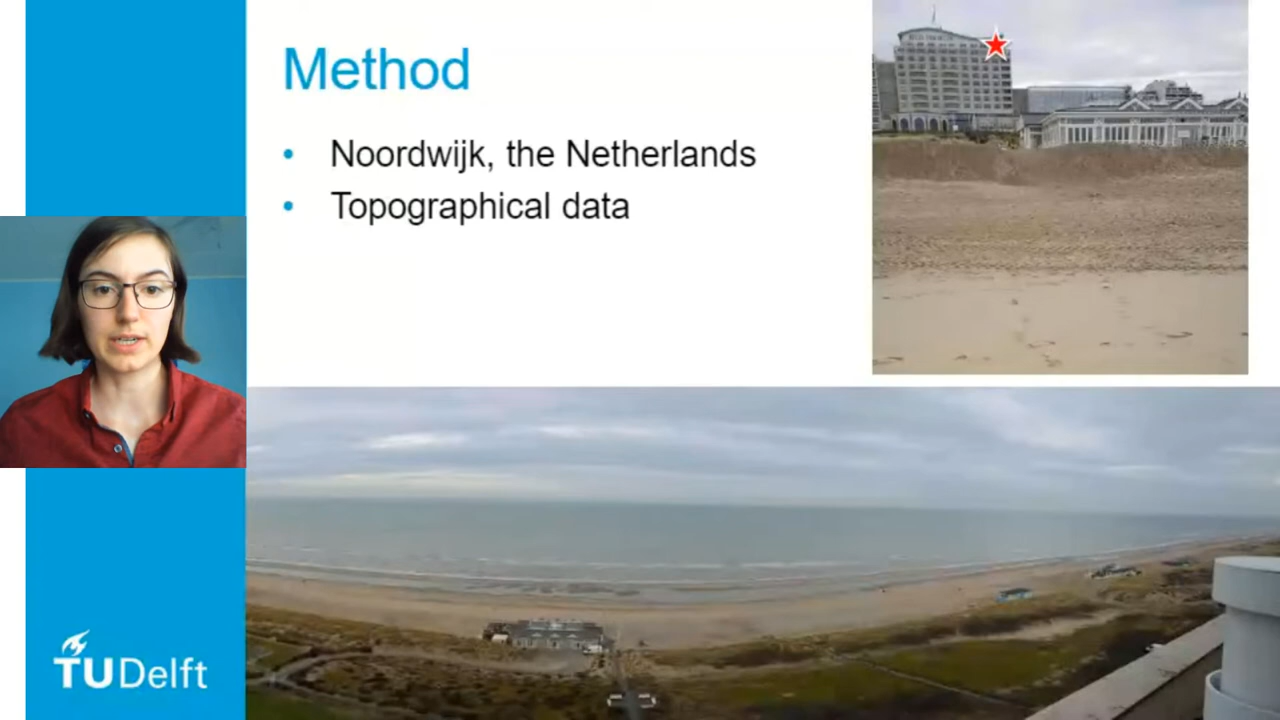 Method
• Noordwijk, the Netherlands
• Topographical data
TUDelft